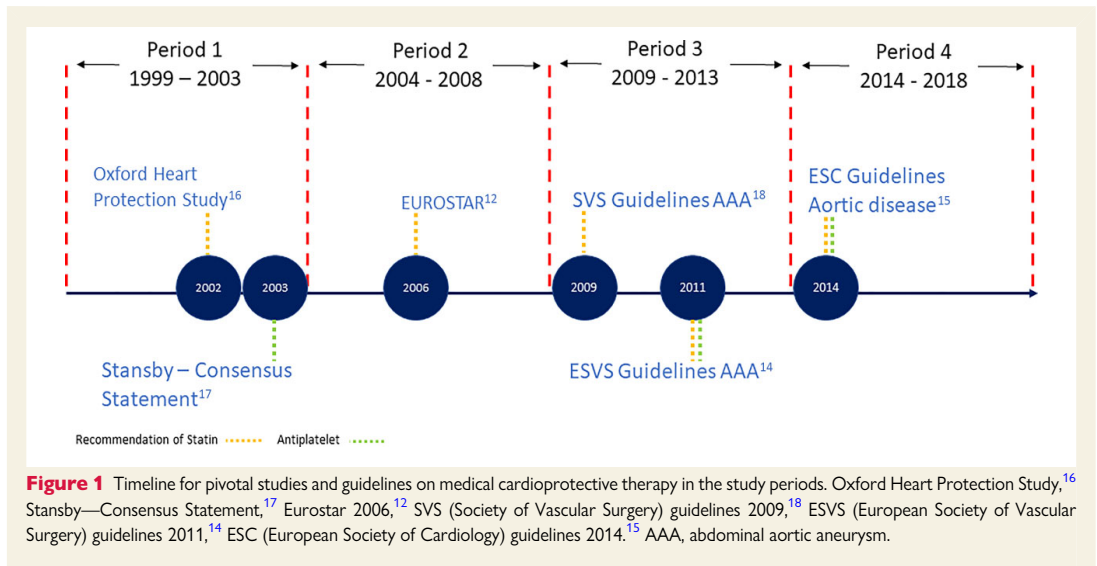 Period 1
1999 – 2003
Period 2
2004 - 2008
Period 3
2009 - 2013
Period 4
2014 - 2018
Oxford Heart
Protection Study16
EUROSTAR12
SVS Guidelines AAA18
ESC Guidelines
Aortic disease15
2002
2003
2006
2009
2011
2014
Stansby – Consensus
Statement17
ESVS Guidelines AAA14
Recommendation of Statin
Antiplatelet
Figure 1 Timeline for pivotal studies and guidelines on medical cardioprotective therapy in the study periods. Oxford Heart Protection Study,16
Stansby—Consensus Statement,17 Eurostar 2006,12 SVS (Society of Vascular Surgery) guidelines 2009,18 ESVS (European Society of Vascular
Surgery) guidelines 2011,14 ESC (European Society of Cardiology) guidelines 2014.15 AAA, abdominal aortic aneurysm.